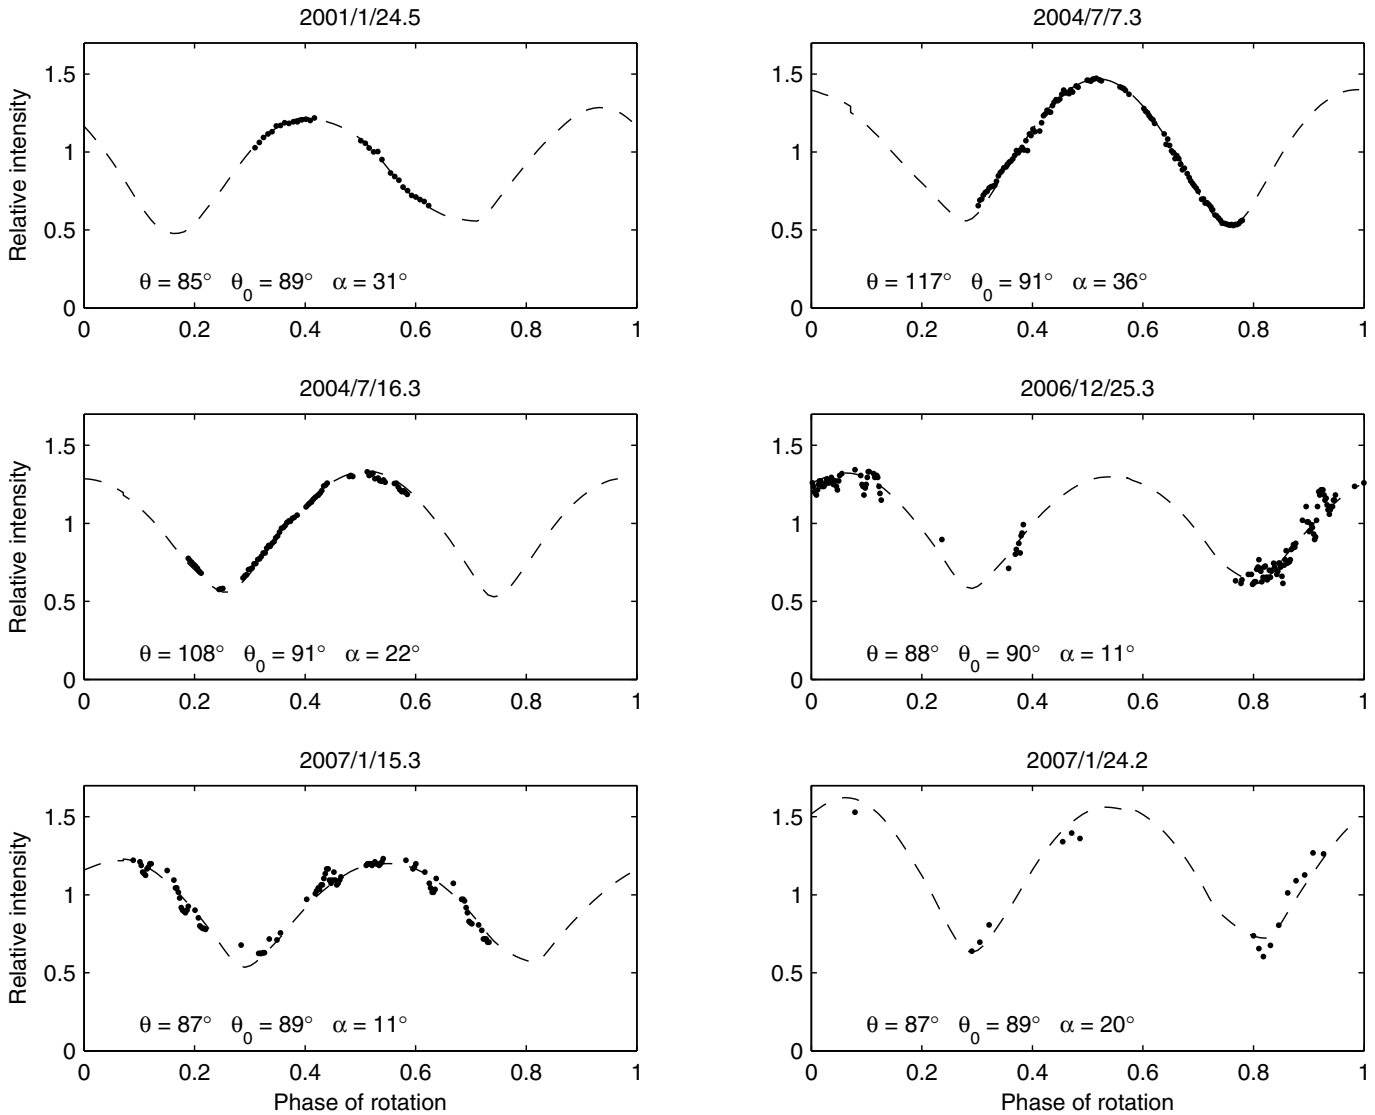 2001/1/24.5
Relative intensity
1.5
1
0.5
0
θ = 85° θ0 = 89° α = 31°
0 0.2 0.4 0.6 0.8 1
2004/7/7.3
Relative intensity
1.5
1
0.5
0
θ = 117° θ0 = 91° α = 36°
0 0.2 0.4 0.6 0.8 1
2004/7/16.3
Relative intensity
1.5
1
0.5
0
θ = 108° θ0 = 91° α = 22°
0 0.2 0.4 0.6 0.8 1
2006/12/25.3
1.5
1
0.5
0
θ = 88° θ0 = 90° α = 11°
0 0.2 0.4 0.6 0.8 1
2007/1/15.3
Relative intensity
1.5
1
0.5
0
θ = 87° θ0 = 89° α = 11°
0 0.2 0.4 0.6 0.8 1
Phase of rotation
2007/1/24.2
1.5
1
0.5
0
θ = 87° θ0 = 89° α = 20°
0 0.2 0.4 0.6 0.8 1
Phase of rotation